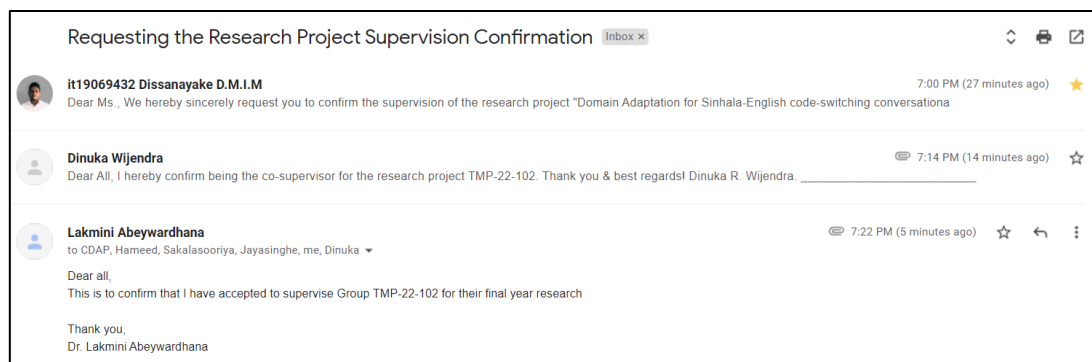 Requesting the Research Project Supervision Confirmation Inbox ×
it19069432 Dissanayake D.M.I.M 7:00 PM (27 minutes ago)
Dear Ms., We hereby sincerely request you to confirm the supervision of the research project "Domain Adaptation for Sinhala-English code-switching conversationa
Dinuka Wijendra 7:14 PM (14 minutes ago)
Dear All, I hereby confirm being the co-supervisor for the research project TMP-22-102. Thank you & best regards! Dinuka R. Wijendra. ____________________________
Lakmini Abeywardhana 7:22 PM (5 minutes ago)
to CDAP, Hameed, Sakalasooriya, Jayasinghe, me, Dinuka
Dear all,
This is to confirm that I have accepted to supervise Group TMP-22-102 for their final year research
Thank you,
Dr. Lakmini Abeywardhana